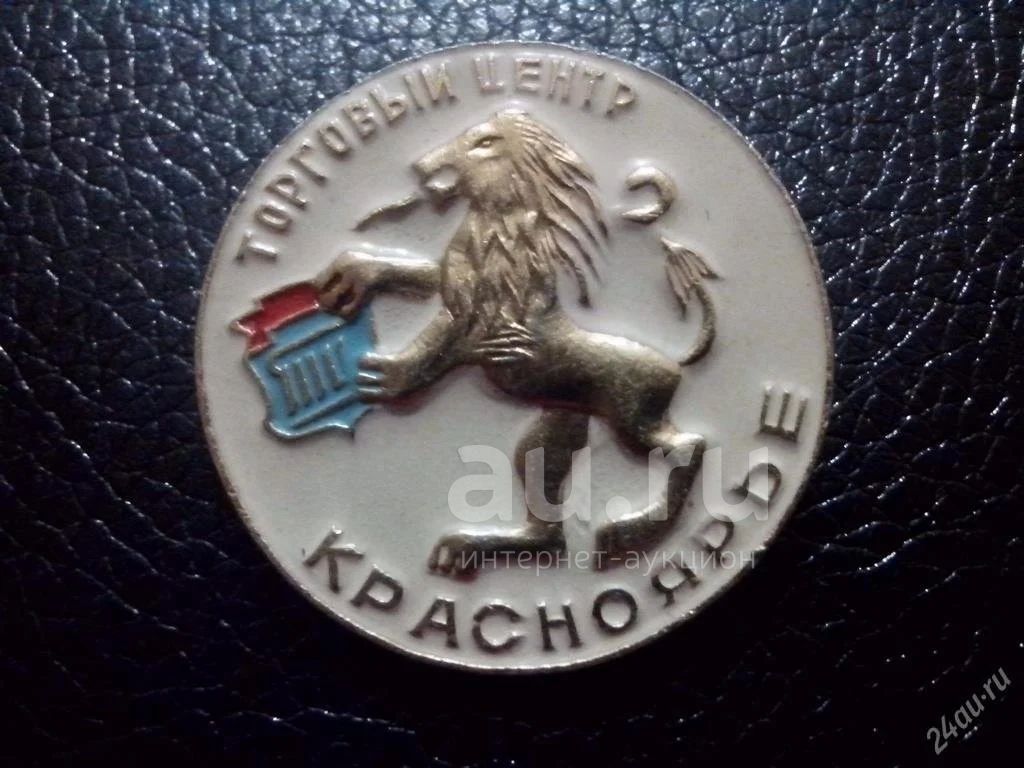 ТОРГОВЫЙ ЦЕНТР
КРАСНОЯРЬЕ
au.ru
интернет-аукцион
24au.ru